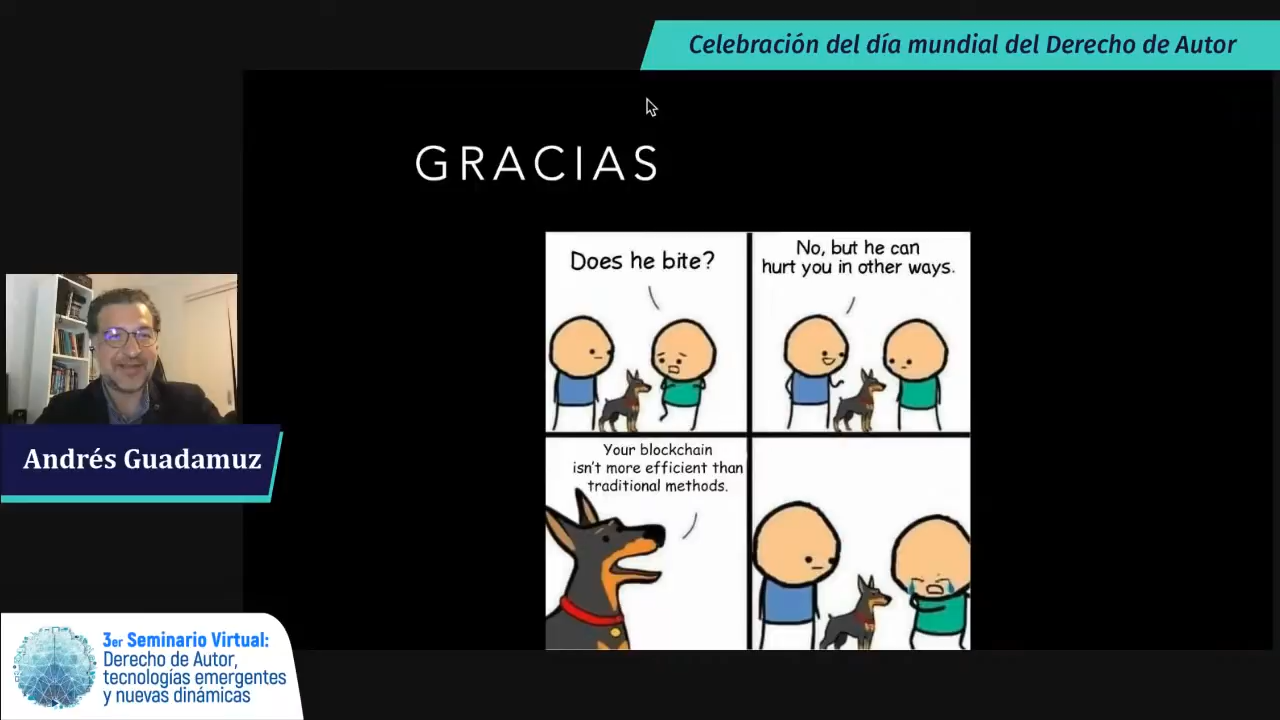 Celebración del día mundial del Derecho de Autor
GRACIAS
Does he bite?
No, but he can
hurt you in other ways.
Your blockchain
isn't more efficient than
traditional methods.
Andrés Guadamuz
3er Seminario Virtual:
Derecho de Autor,
tecnologías emergentes
y nuevas dinámicas